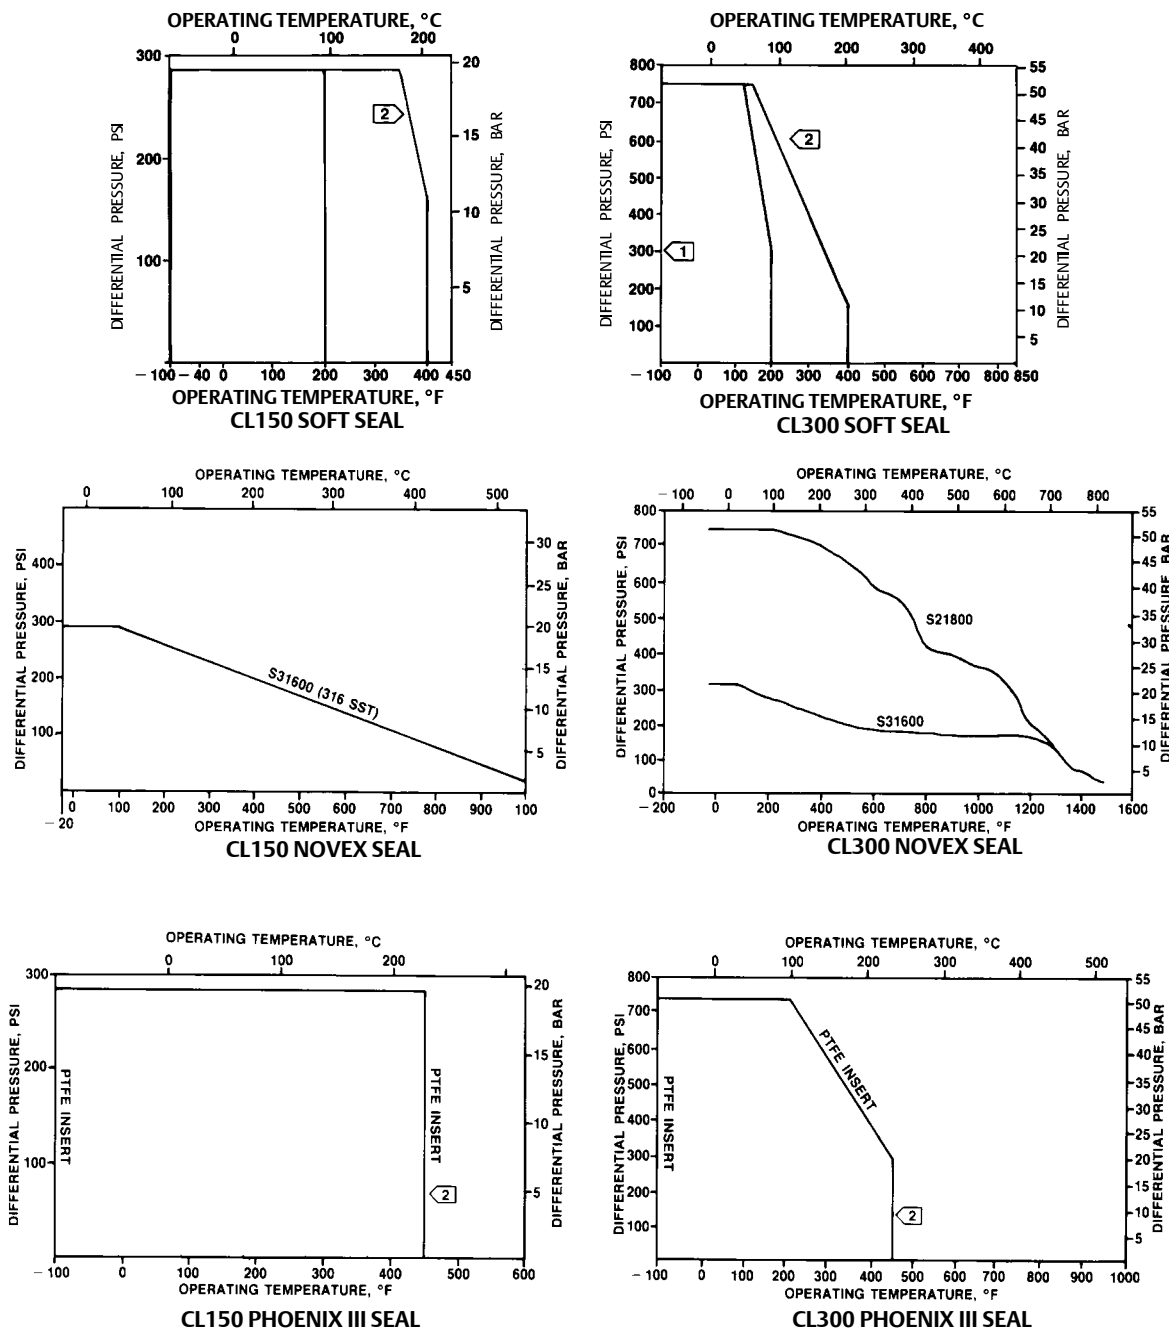 OPERATING TEMPERATURE, °C
0 100 200
300
200
100
20
15
10
5
DIFFERENTIAL PRESSURE, PSI
DIFFERENTIAL PRESSURE, BAR
2
-100 -40 0 100 200 300 400 450
OPERATING TEMPERATURE, °F
CL150 SOFT SEAL
OPERATING TEMPERATURE, °C
0 100 200 300 400
800
700
600
500
400
300
200
100
55
50
45
40
35
30
25
20
15
10
5
DIFFERENTIAL PRESSURE, PSI
DIFFERENTIAL PRESSURE, BAR
2
1
-100 0 100 200 300 400 500 600 700 800 850
OPERATING TEMPERATURE, °F
CL300 SOFT SEAL
OPERATING TEMPERATURE, °C
0 100 200 300 400 500
400
300
200
100
30
25
20
15
10
5
DIFFERENTIAL PRESSURE, PSI
DIFFERENTIAL PRESSURE, BAR
S31600 (316 SST)
0 100 200 300 400 500 600 700 800 900 100
-20
OPERATING TEMPERATURE, °F
CL150 NOVEX SEAL
OPERATING TEMPERATURE, °C
-100 0 100 200 300 400 500 600 700 800
800
700
600
500
400
300
200
100
0
55
50
45
40
35
30
25
20
15
10
5
DIFFERENTIAL PRESSURE, PSI
DIFFERENTIAL PRESSURE, BAR
S21800
S31600
-200 0 200 400 600 800 1000 1200 1400 1600
OPERATING TEMPERATURE, °F
CL300 NOVEX SEAL
OPERATING TEMPERATURE, °C
0 100 200
300
200
100
20
15
10
5
DIFFERENTIAL PRESSURE, PSI
DIFFERENTIAL PRESSURE, BAR
PTFE INSERT
PTFE INSERT
2
-100 0 100 200 300 400 500 600
OPERATING TEMPERATURE, °F
CL150 PHOENIX III SEAL
OPERATING TEMPERATURE, °C
0 100 200 300 400 500
800
700
600
500
400
300
200
100
55
50
45
40
35
30
25
20
15
10
5
DIFFERENTIAL PRESSURE, PSI
DIFFERENTIAL PRESSURE, BAR
PTFE INSERT
PTFE INSERT
2
-100 0 100 200 300 400 500 600 700 800 900 1000
OPERATING TEMPERATURE, °F
CL300 PHOENIX III SEAL